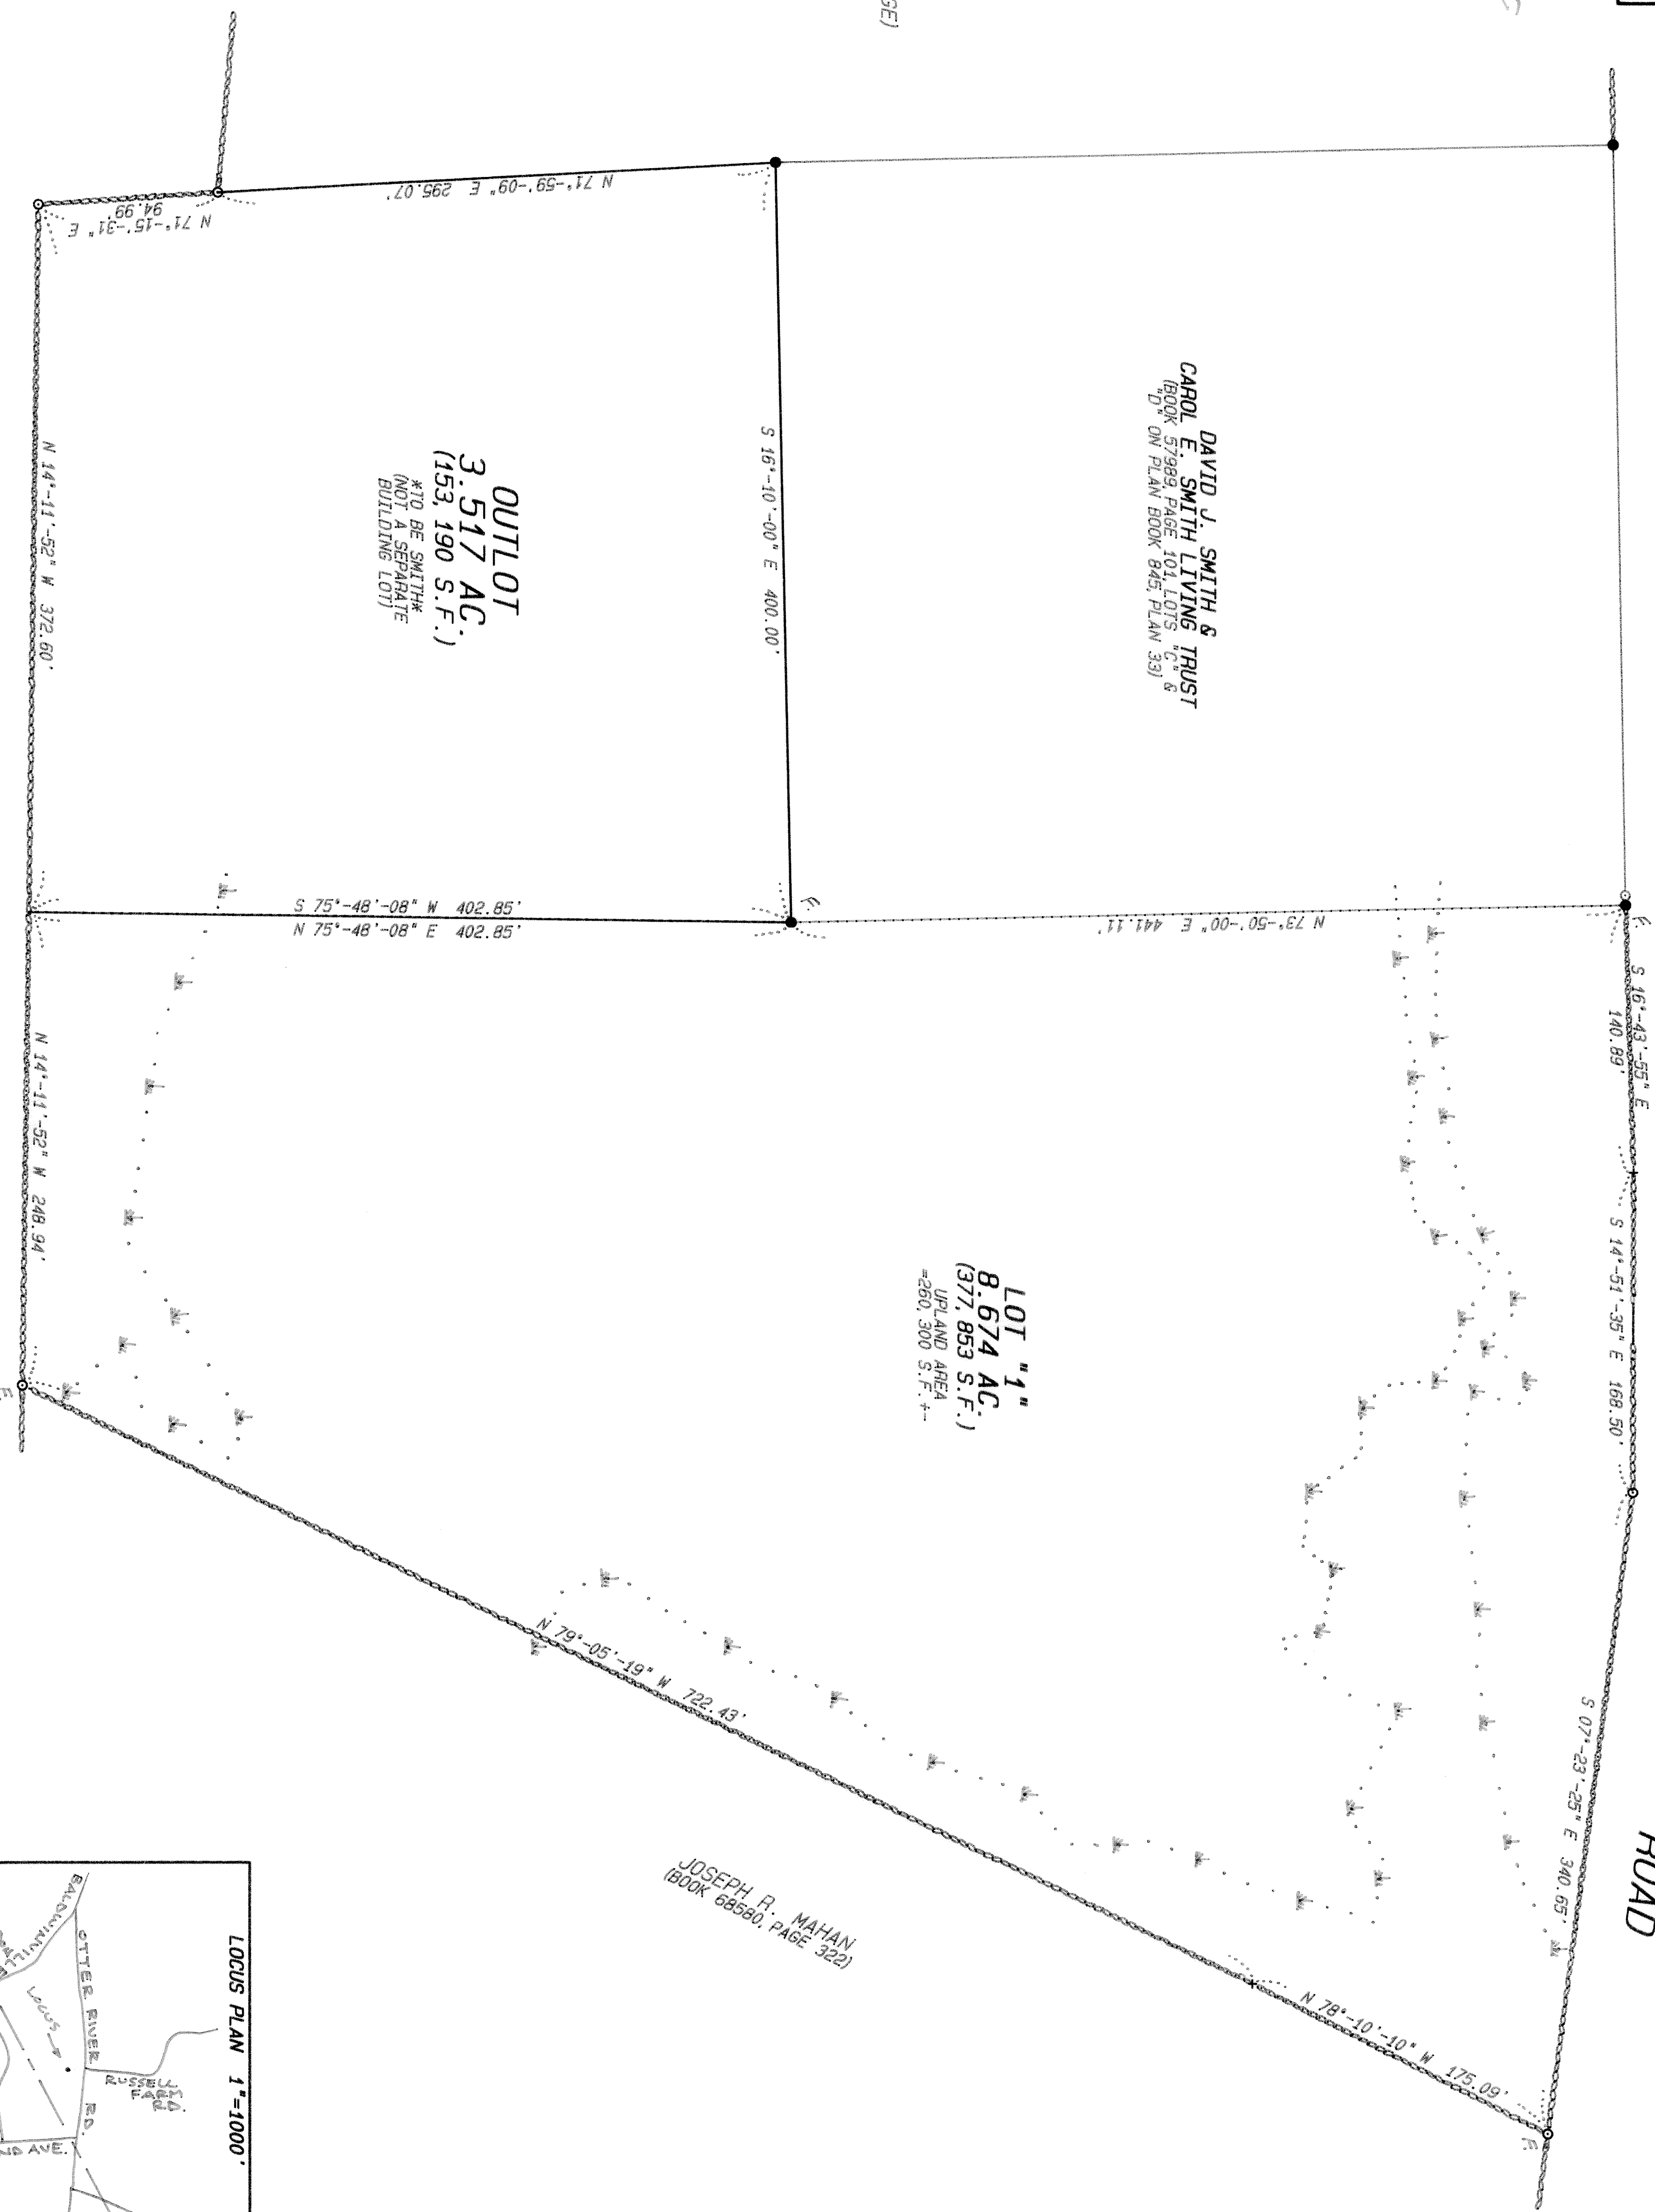 GE)
ROAD
DAVID J. SMITH &
CAROL E. SMITH LIVING TRUST
(BOOK 57989, PAGE 101, LOTS "C" &
"D" ON PLAN BOOK 845, PLAN 33)
N 71°-59'-09" E 295.07'
N 71°-15'-31" E
94.99'
S 16°-10'-00" E 400.00'
OUTLOT
3.517 AC.
(153,190 S.F.)
*TO BE SMITH*
(NOT A SEPARATE
BUILDING LOT)
N 14°-11'-52" W 372.60'
S 75°-48'-08" W 402.85'
N 75°-48'-08" E 402.85'
F.
N 73°-50'-00" E 441.11'
F.
S 16°-43'-55" E
140.89'
S 14°-51'-35" E 168.50'
S 07°-23'-25" E 340.65'
LOT "1"
8.674 AC.
(377,853 S.F.)
UPLAND AREA
=260,300 S.F.+-
N 14°-11'-52" W 248.94'
F.
N 79°-05'-19" W 722.43'
N 78°-10'-10" W 175.09'
F.
JOSEPH R. MAHAN
(BOOK 68580, PAGE 322)
LOCUS PLAN 1"=1000'
OTTER RIVER RD.
RUSSELL
FARM
RD.
LOCUS
BALDWINVILLE
ND AVE.